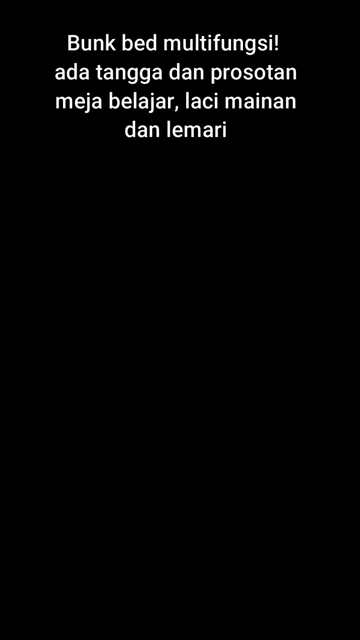 Bunk bed multifungsi!
ada tangga dan prosotan
meja belajar, laci mainan
dan lemari